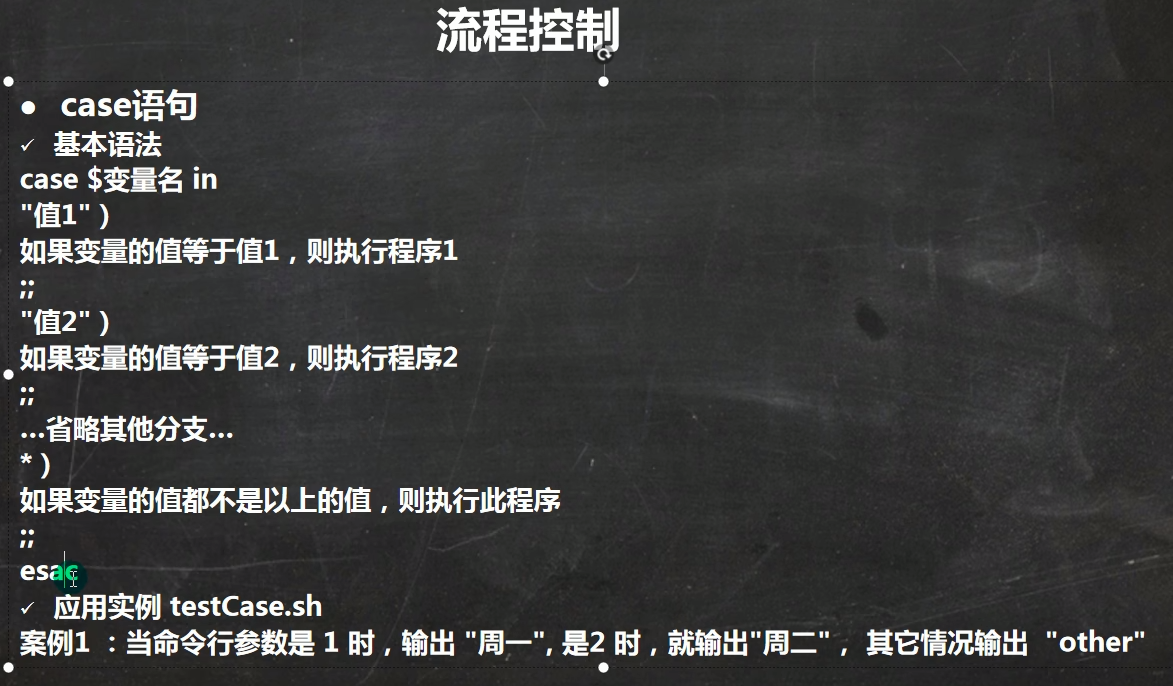 流程控制
● case语句
✓ 基本语法
case $变量名 in
"值1"）
如果变量的值等于值1，则执行程序1
;;
"值2"）
如果变量的值等于值2，则执行程序2
;;
…省略其他分支…
*）
如果变量的值都不是以上的值，则执行此程序
;;
esac
✓ 应用实例 testCase.sh
案例1 ：当命令行参数是 1 时，输出 "周一", 是2 时，就输出"周二"， 其它情况输出 "other"